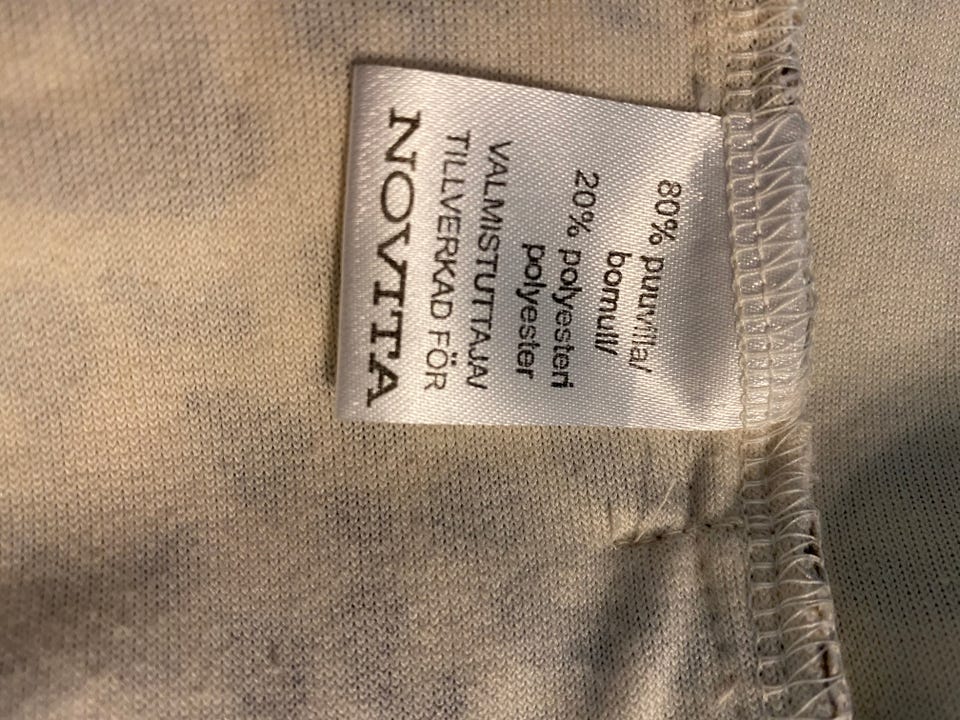 80% puuvilla/
bomull/
20% polyesteri
polyester
VALMISTUTTAJA/
TILLVERKAD FÖR
NOVITA